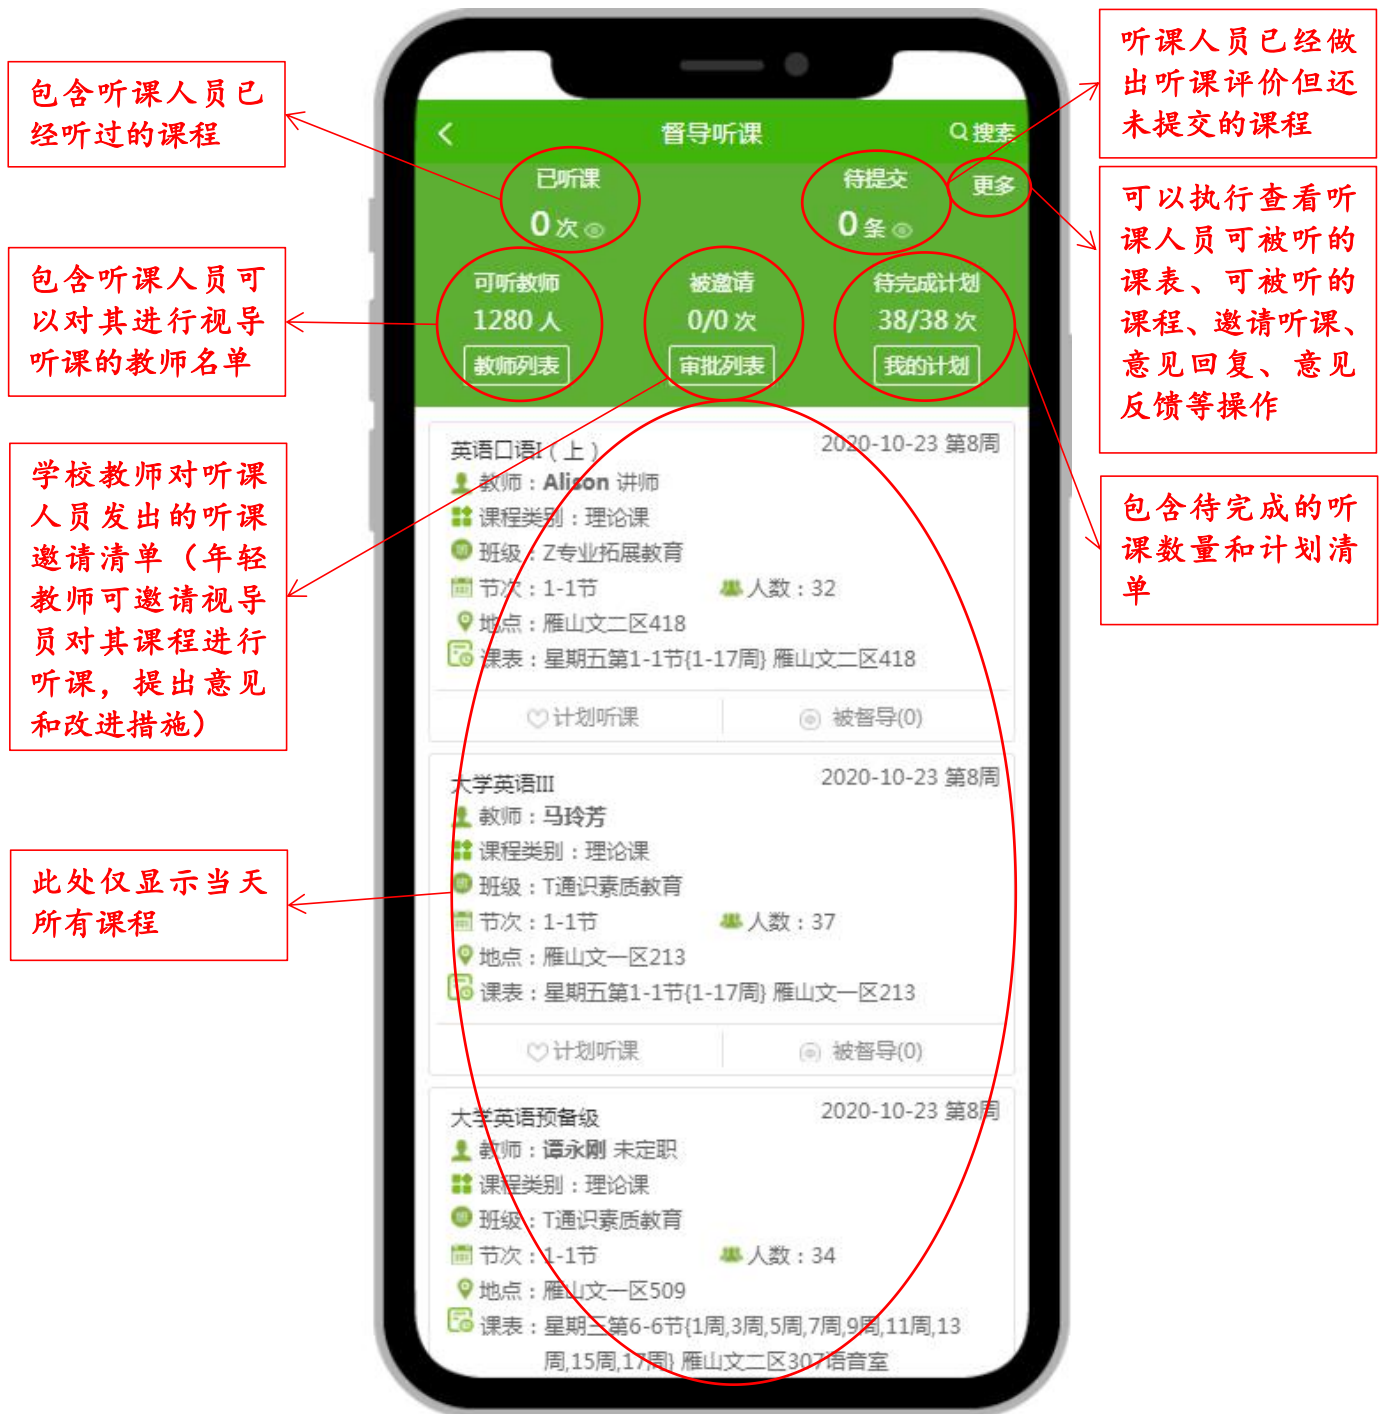 包含听课人员已
经听过的课程
包含听课人员可
以对其进行视导
听课的教师名单
学校教师对听课
人员发出的听课
邀请清单（年轻
教师可邀请视导
员对其课程进行
听课，提出意见
和改进措施）
此处仅显示当天
所有课程
督导听课
搜索
已听课
0 次
待提交
0 条
更多
可听教师
1280 人
教师列表
被邀请
0/0 次
审批列表
待完成计划
38/38 次
我的计划
英语口语I（上）
2020-10-23 第8周
教师：Alison 讲师
课程类别：理论课
班级：Z专业拓展教育
节次：1-1节
人数：32
地点：雁山文二区418
课表：星期五第1-1节{1-17周} 雁山文二区418
计划听课
被督导(0)
大学英语III
2020-10-23 第8周
教师：马玲芳
课程类别：理论课
班级：T通识素质教育
节次：1-1节
人数：37
地点：雁山文一区213
课表：星期五第1-1节{1-17周} 雁山文一区213
计划听课
被督导(0)
大学英语预备级
2020-10-23 第8周
教师：谭永刚 未定职
课程类别：理论课
班级：T通识素质教育
节次：1-1节
人数：34
地点：雁山文一区509
课表：星期三第6-6节{1周,3周,5周,7周,9周,11周,13
周,15周,17周} 雁山文二区307语音室
听课人员已经做
出听课评价但还
未提交的课程
可以执行查看听
课人员可被听的
课表、可被听的
课程、邀请听课、
意见回复、意见
反馈等操作
包含待完成的听
课数量和计划清
单